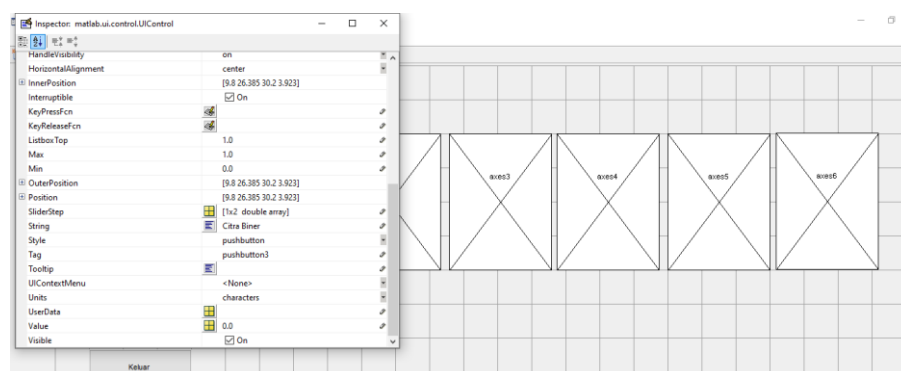 Inspector: matlab.ui.control.UIControl
HandleVisibility on
HorizontalAlignment center
InnerPosition [9.8 26.385 30.2 3.923]
Interruptible On
KeyPressFcn
KeyReleaseFcn
ListboxTop 1.0
Max 1.0
Min 0.0
OuterPosition [9.8 26.385 30.2 3.923]
Position [9.8 26.385 30.2 3.923]
SliderStep [1x2 double array]
String Citra Biner
Style pushbutton
Tag pushbutton3
Tooltip
UIContextMenu <None>
Units characters
UserData
Value 0.0
Visible On
axes3 axes4 axes5 axes6
Keluar